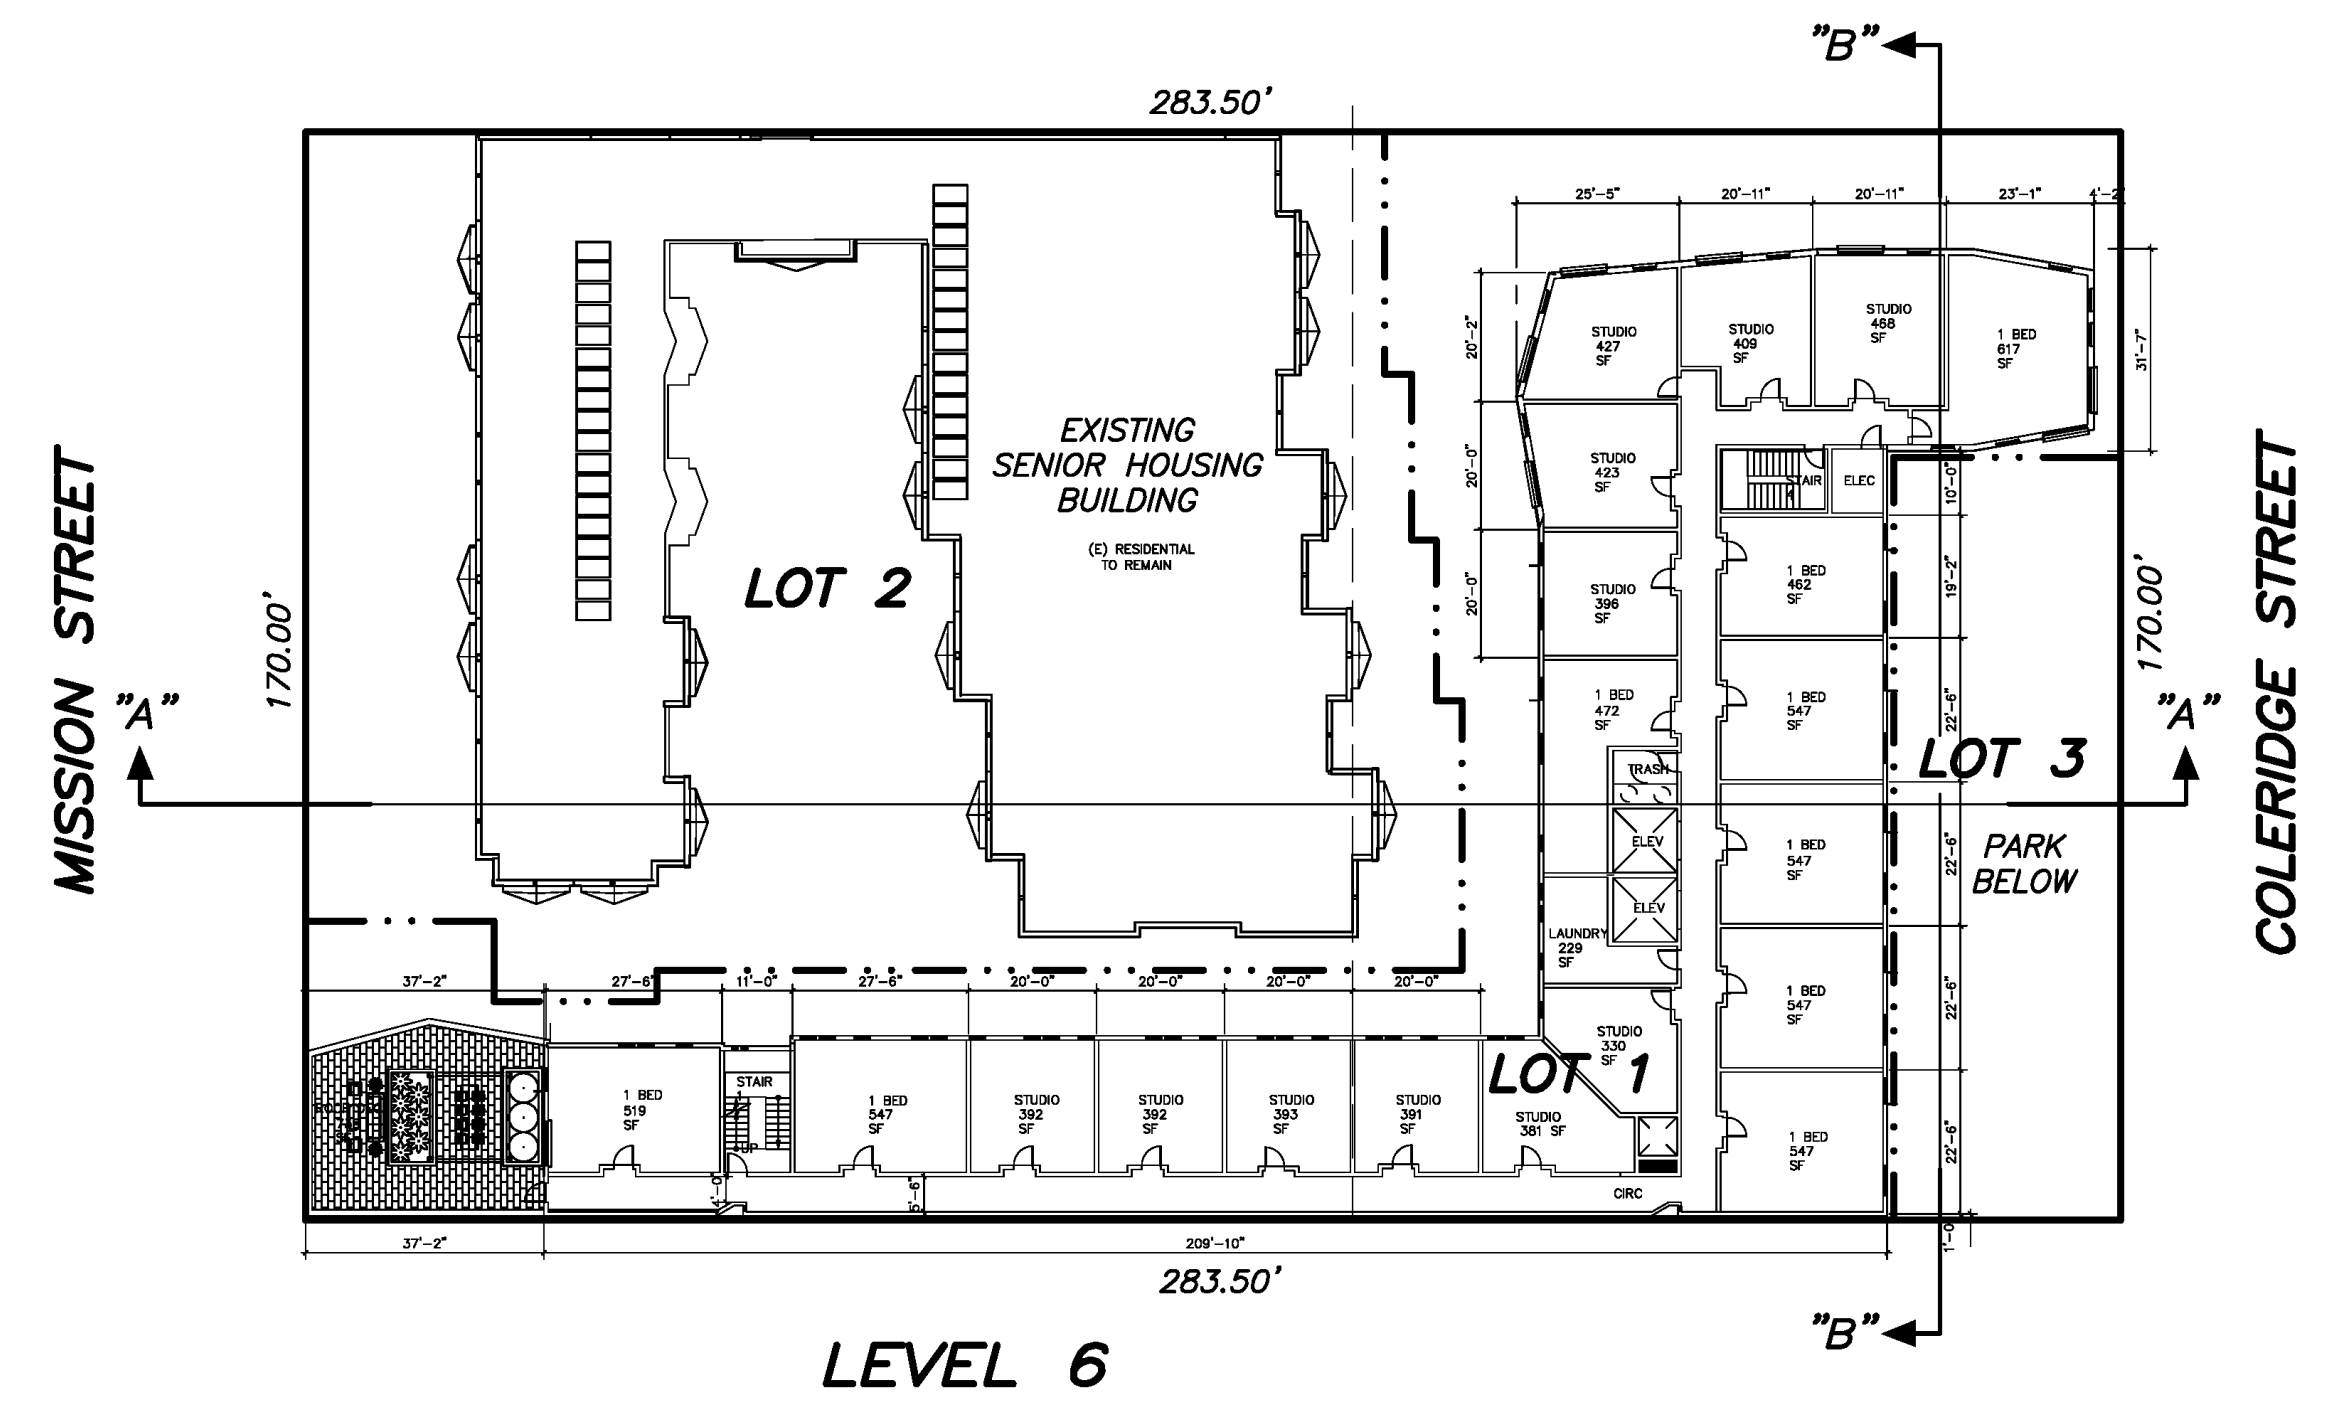 "B"
283.50'
25'-5"
20'-11"
20'-11"
23'-1"
4'-2"
20'-2"
20'-0"
20'-0"
STUDIO
427
SF
STUDIO
409
SF
STUDIO
468
SF
1 BED
617
SF
31'-7"
EXISTING
SENIOR HOUSING
BUILDING
(E) RESIDENTIAL
TO REMAIN
LOT 2
MISSION STREET
170.00'
"A"
STUDIO
423
SF
STAIR
4
ELEC
10'-0"
STUDIO
396
SF
1 BED
462
SF
19'-2"
1 BED
472
SF
1 BED
547
SF
22'-6"
LOT 3
170.00'
COLERIDGE STREET
"A"
TRASH
ELEV
1 BED
547
SF
22'-6"
PARK
BELOW
ELEV
LAUNDRY
229
SF
1 BED
547
SF
22'-6"
37'-2"
27'-6"
11'-0"
27'-6"
20'-0"
20'-0"
20'-0"
20'-0"
STUDIO
330
SF
LOT 1
1 BED
519
SF
STAIR
1
UP
1 BED
547
SF
STUDIO
392
SF
STUDIO
392
SF
STUDIO
393
SF
STUDIO
391
SF
STUDIO
381 SF
1 BED
547
SF
22'-6"
4'-0"
5'-6"
CIRC
37'-2"
209'-10"
1'-0"
283.50'
"B"
LEVEL 6